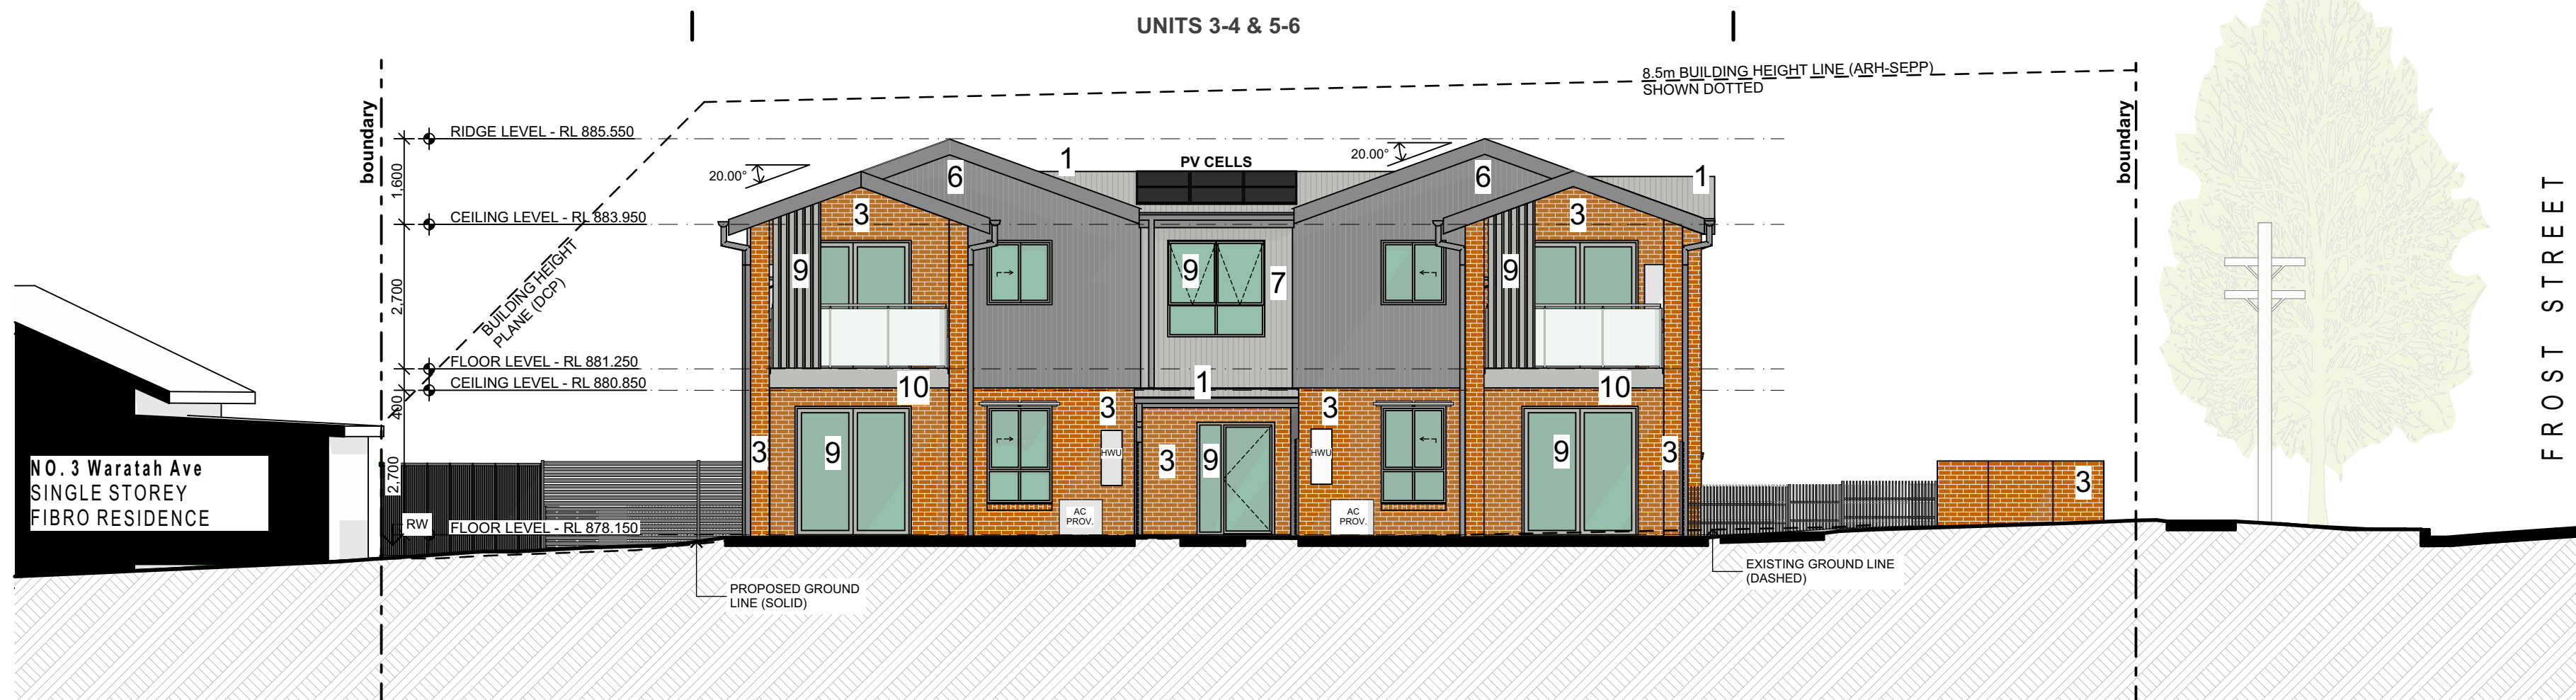 UNITS 3-4 & 5-6
8.5m BUILDING HEIGHT LINE (ARH-SEPP)
SHOWN DOTTED
boundary
boundary
RIDGE LEVEL - RL 885.550
1,600
CEILING LEVEL - RL 883.950
2,700
BUILDING HEIGHT
PLANE (DCP)
FLOOR LEVEL - RL 881.250
CEILING LEVEL - RL 880.850
400
2,700
FLOOR LEVEL - RL 878.150
RW
NO. 3 Waratah Ave
SINGLE STOREY
FIBRO RESIDENCE
20.00°
20.00°
PV CELLS
1
6
6
1
3
3
9
9
7
9
1
10
10
3
3
3
9
HWU
3
9
HWU
9
3
AC
PROV.
AC
PROV.
3
PROPOSED GROUND
LINE (SOLID)
EXISTING GROUND LINE
(DASHED)
FROST STREET